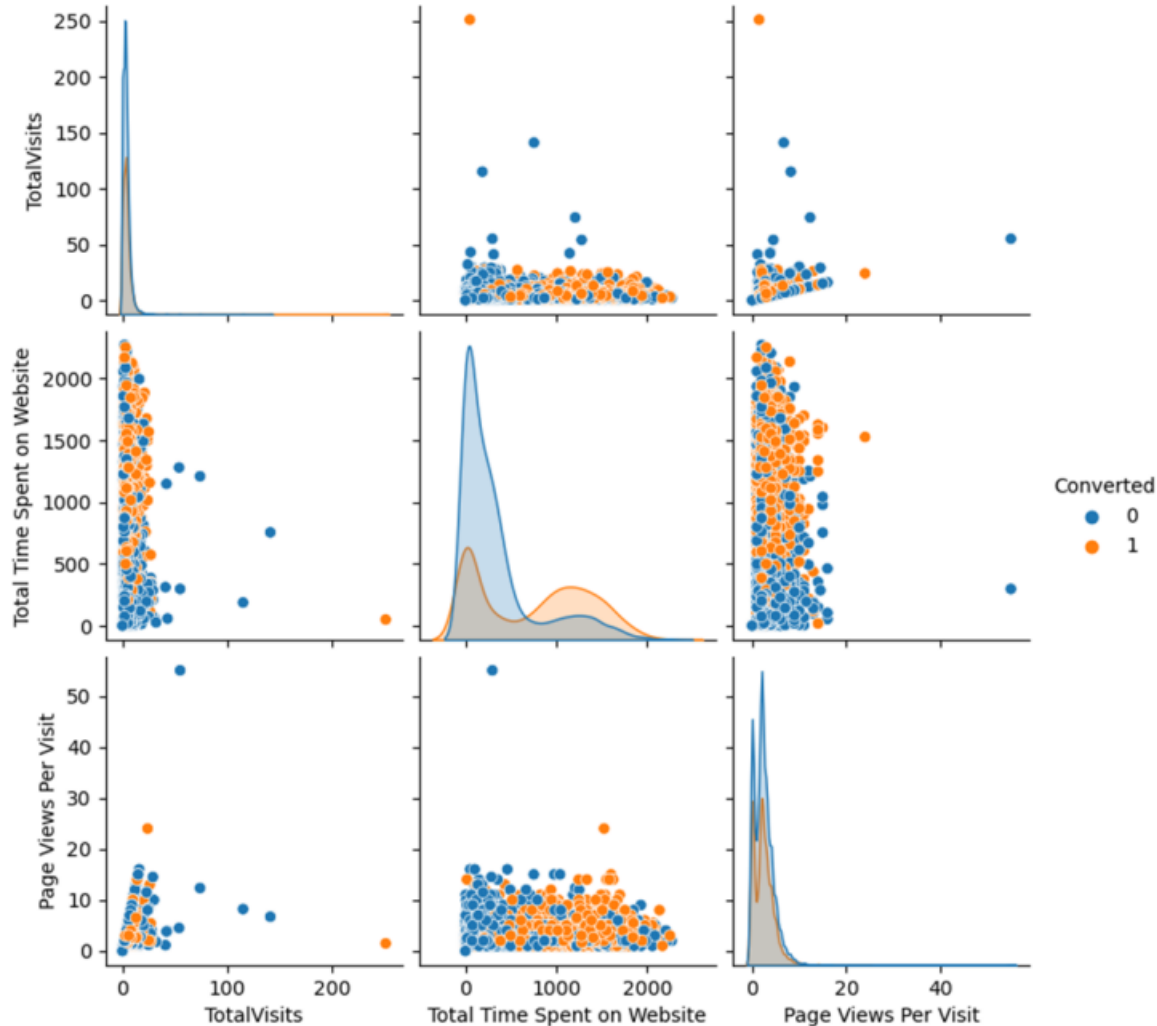 250
200
150
100
50
0
TotalVisits
2000
1500
1000
500
0
Total Time Spent on Website
Converted
0
1
50
40
30
20
10
0
Page Views Per Visit
0 100 200
TotalVisits
0 1000 2000
Total Time Spent on Website
0 20 40
Page Views Per Visit